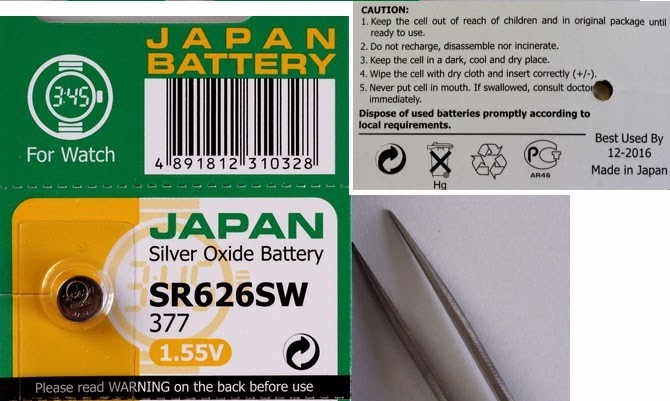 JAPAN
BATTERY
3:45
For Watch
4 891812 310328
JAPAN
Silver Oxide Battery
SR626SW
377
1.55V
Please read WARNING on the back before use
CAUTION:
1. Keep the cell out of reach of children and in original package until
ready to use.
2. Do not recharge, disassemble nor incinerate.
3. Keep the cell in a dark, cool and dry place.
4. Wipe the cell with dry cloth and insert correctly (+/-).
5. Never put cell in mouth. If swallowed, consult doctor
immediately.
Dispose of used batteries promptly according to
local requirements.
Hg
AR46
Best Used By
12-2016
Made in Japan